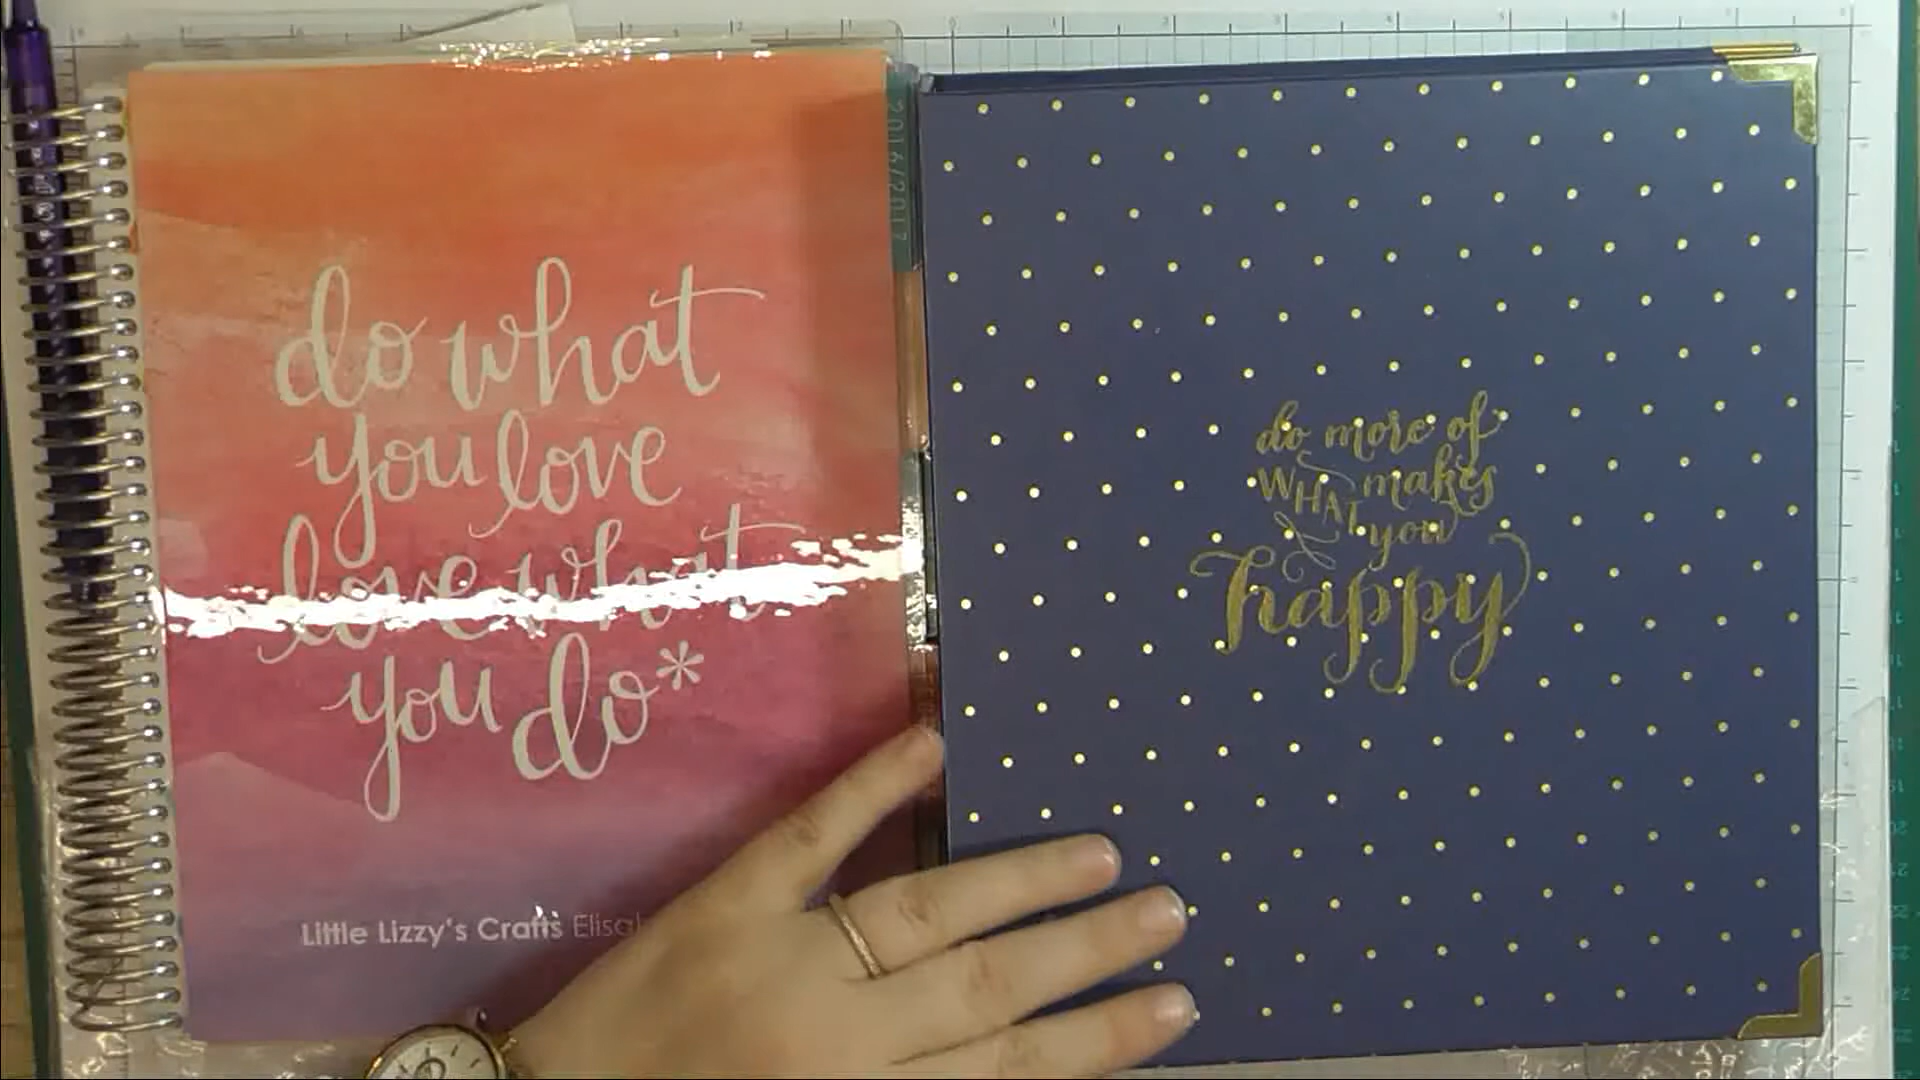 do what
you love
love what
you do*
Little Lizzy's Crafts
2016/2017
do more of
WHAT makes
you
happy